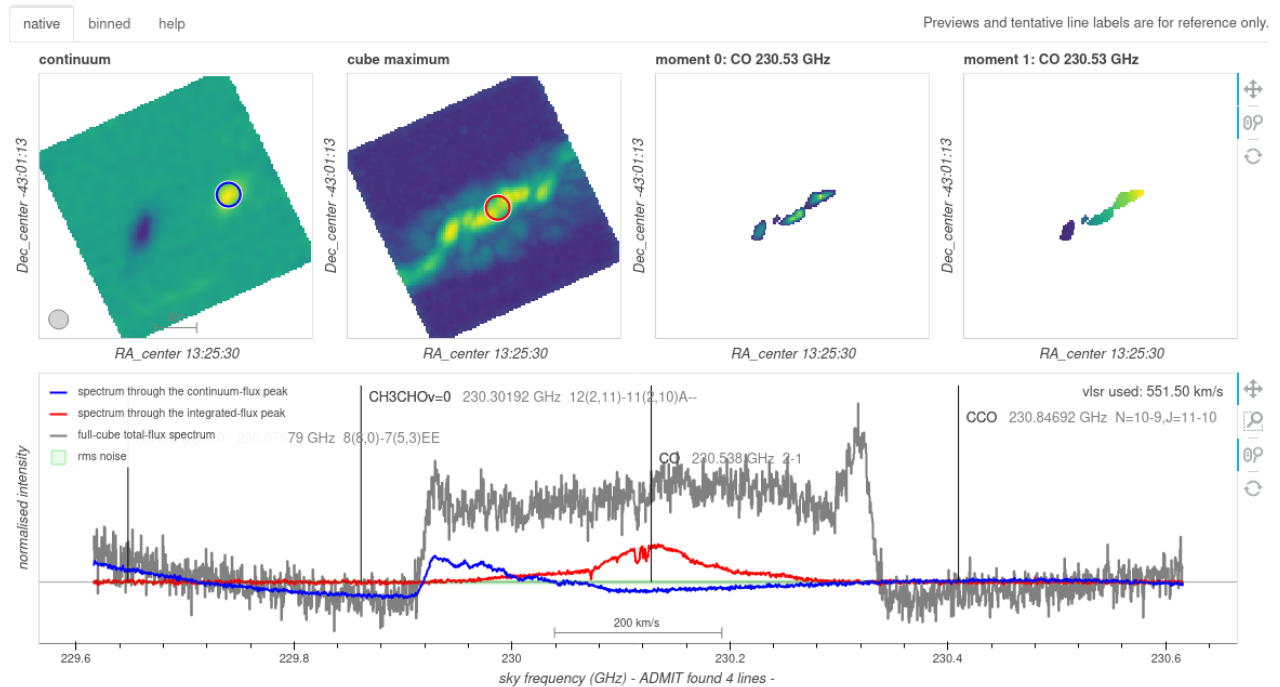 native binned help
Previews and tentative line labels are for reference only.
continuum
cube maximum
moment 0: CO 230.53 GHz
moment 1: CO 230.53 GHz
Dec_center -43:01:13
Dec_center -43:01:13
Dec_center -43:01:13
Dec_center -43:01:13
RA_center 13:25:30
RA_center 13:25:30
RA_center 13:25:30
RA_center 13:25:30
spectrum through the continuum-flux peak
spectrum through the integrated-flux peak
full-cube total-flux spectrum
rms noise
CH3CHOv=0 230.30192 GHz 12(2,11)-11(2,10)A--
79 GHz 8(8,0)-7(5,3)EE
CO 230.538 GHz 2-1
vlsr used: 551.50 km/s
CCO 230.84692 GHz N=10-9,J=11-10
normalised intensity
200 km/s
229.6 229.8 230 230.2 230.4 230.6
sky frequency (GHz) - ADMIT found 4 lines -